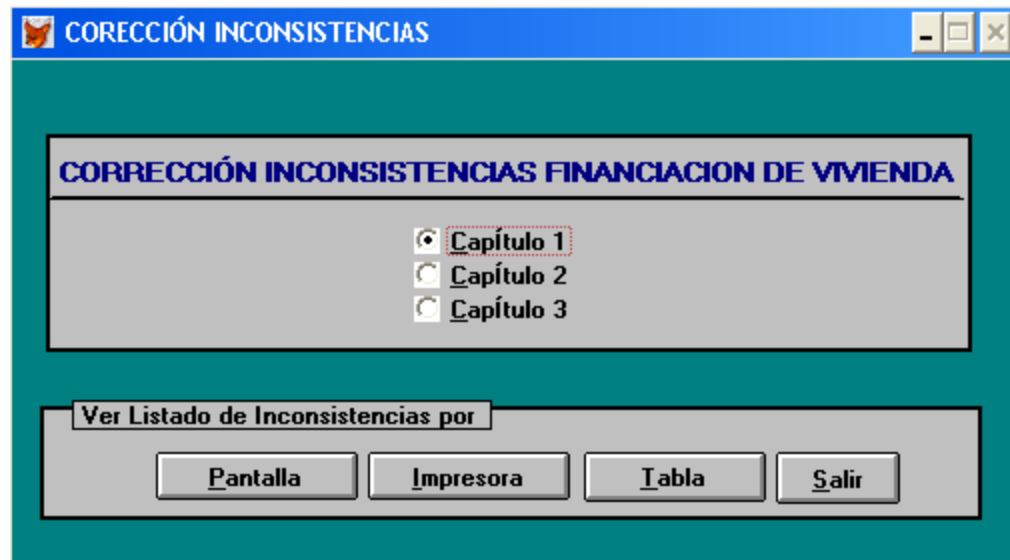 CORECCIÓN INCONSISTENCIAS
CORRECCIÓN INCONSISTENCIAS FINANCIACION DE VIVIENDA
Capítulo 1
Capítulo 2
Capítulo 3
Ver Listado de Inconsistencias por
Pantalla Impresora Tabla Salir